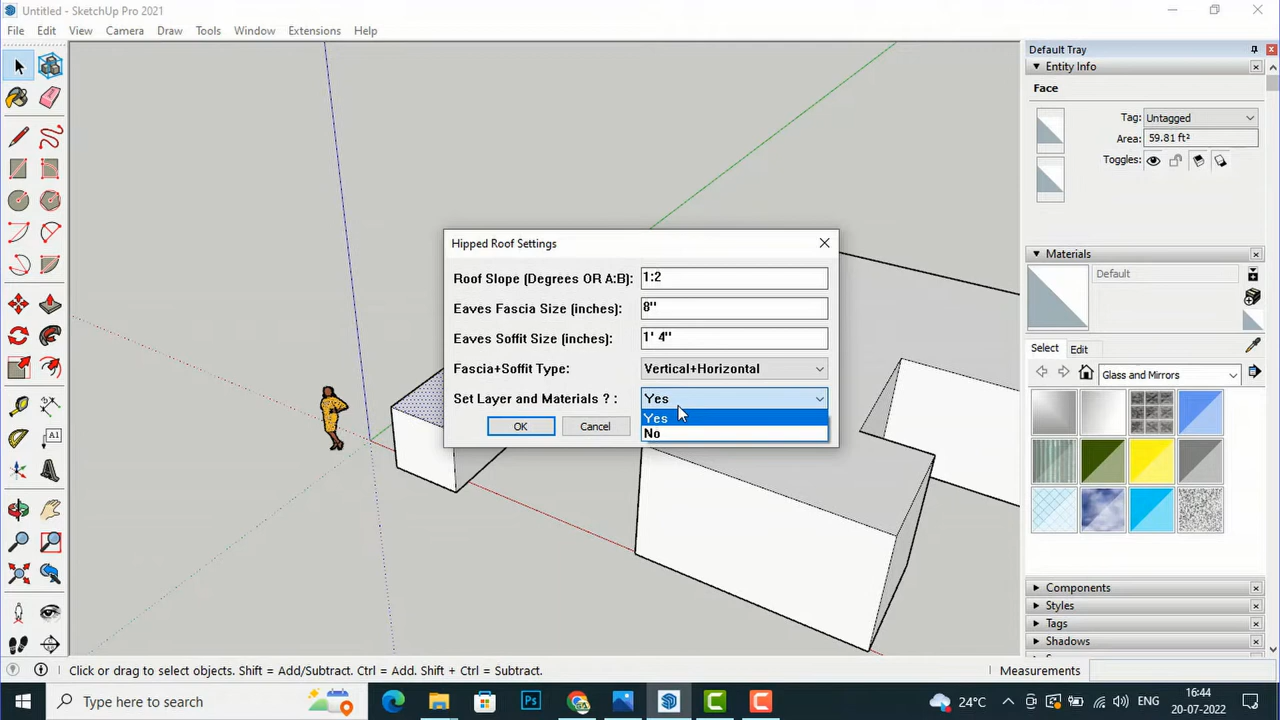 Untitled - SketchUp Pro 2021
File Edit View Camera Draw Tools Window Extensions Help
Default Tray
Entity Info
Face
Tag: Untagged
Area: 59.81 ft²
Toggles:
Materials
Default
Select Edit
Glass and Mirrors
Components
Styles
Tags
Shadows
Hipped Roof Settings
Roof Slope (Degrees OR A:B): 1:2
Eaves Fascia Size (inches): 8"
Eaves Soffit Size (inches): 1' 4"
Fascia+Soffit Type: Vertical+Horizontal
Set Layer and Materials ? : Yes
Yes
No
OK Cancel
Click or drag to select objects. Shift = Add/Subtract. Ctrl = Add. Shift + Ctrl = Subtract.
Measurements
Type here to search
24°C
ENG
16:44
20-07-2022